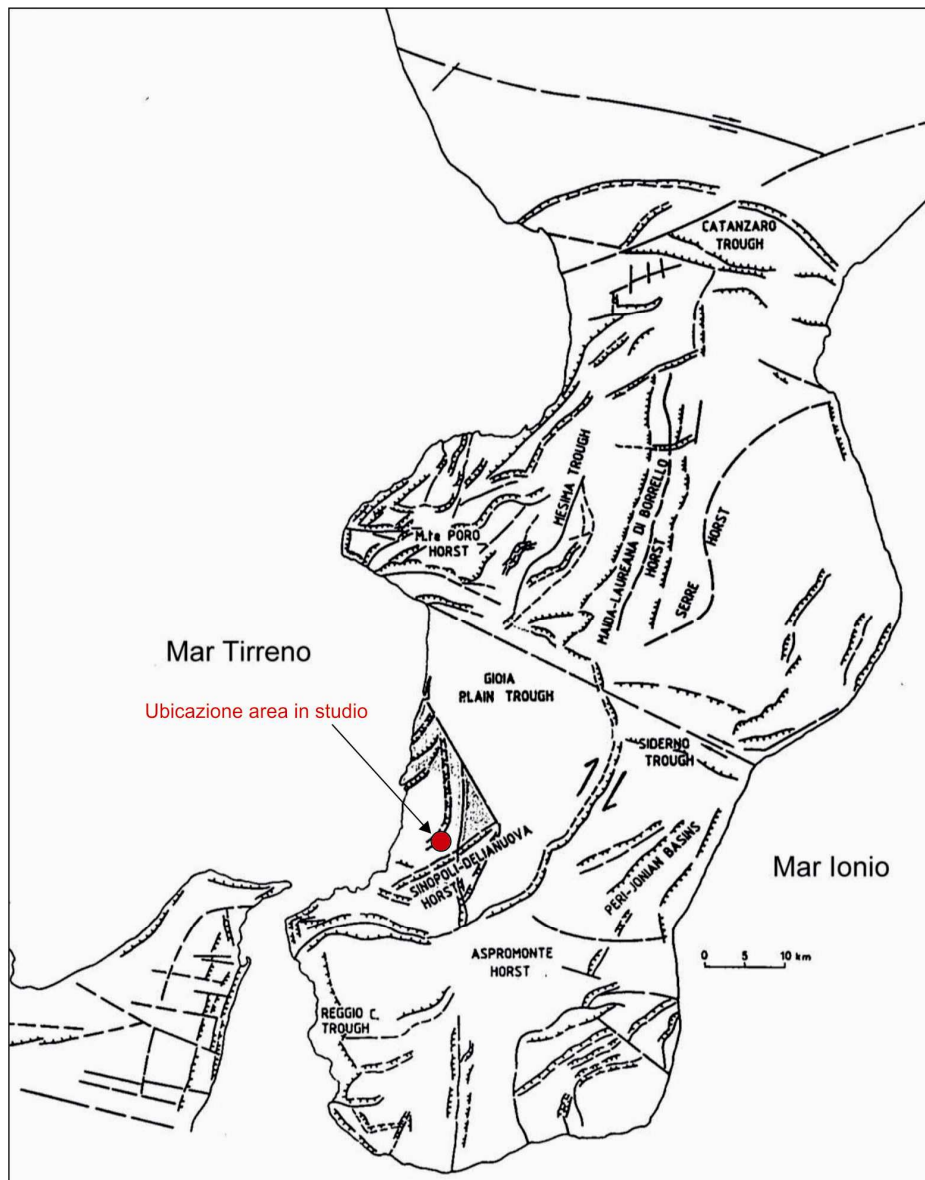 CATANZARO
TROUGH
MESIMA TROUGH
MAIDA-LAUREANA DI BORRELLO
HORST
SERRE
HORST
M.te PORO
HORST
Mar Tirreno
GIOIA
PLAIN TROUGH
Ubicazione area in studio
SIDERNO
TROUGH
SINOPOLI-DELIANUOVA
HORST
PERI-JONIAN BASINS
Mar Ionio
ASPROMONTE
HORST
0 5 10 km
REGGIO C.
TROUGH